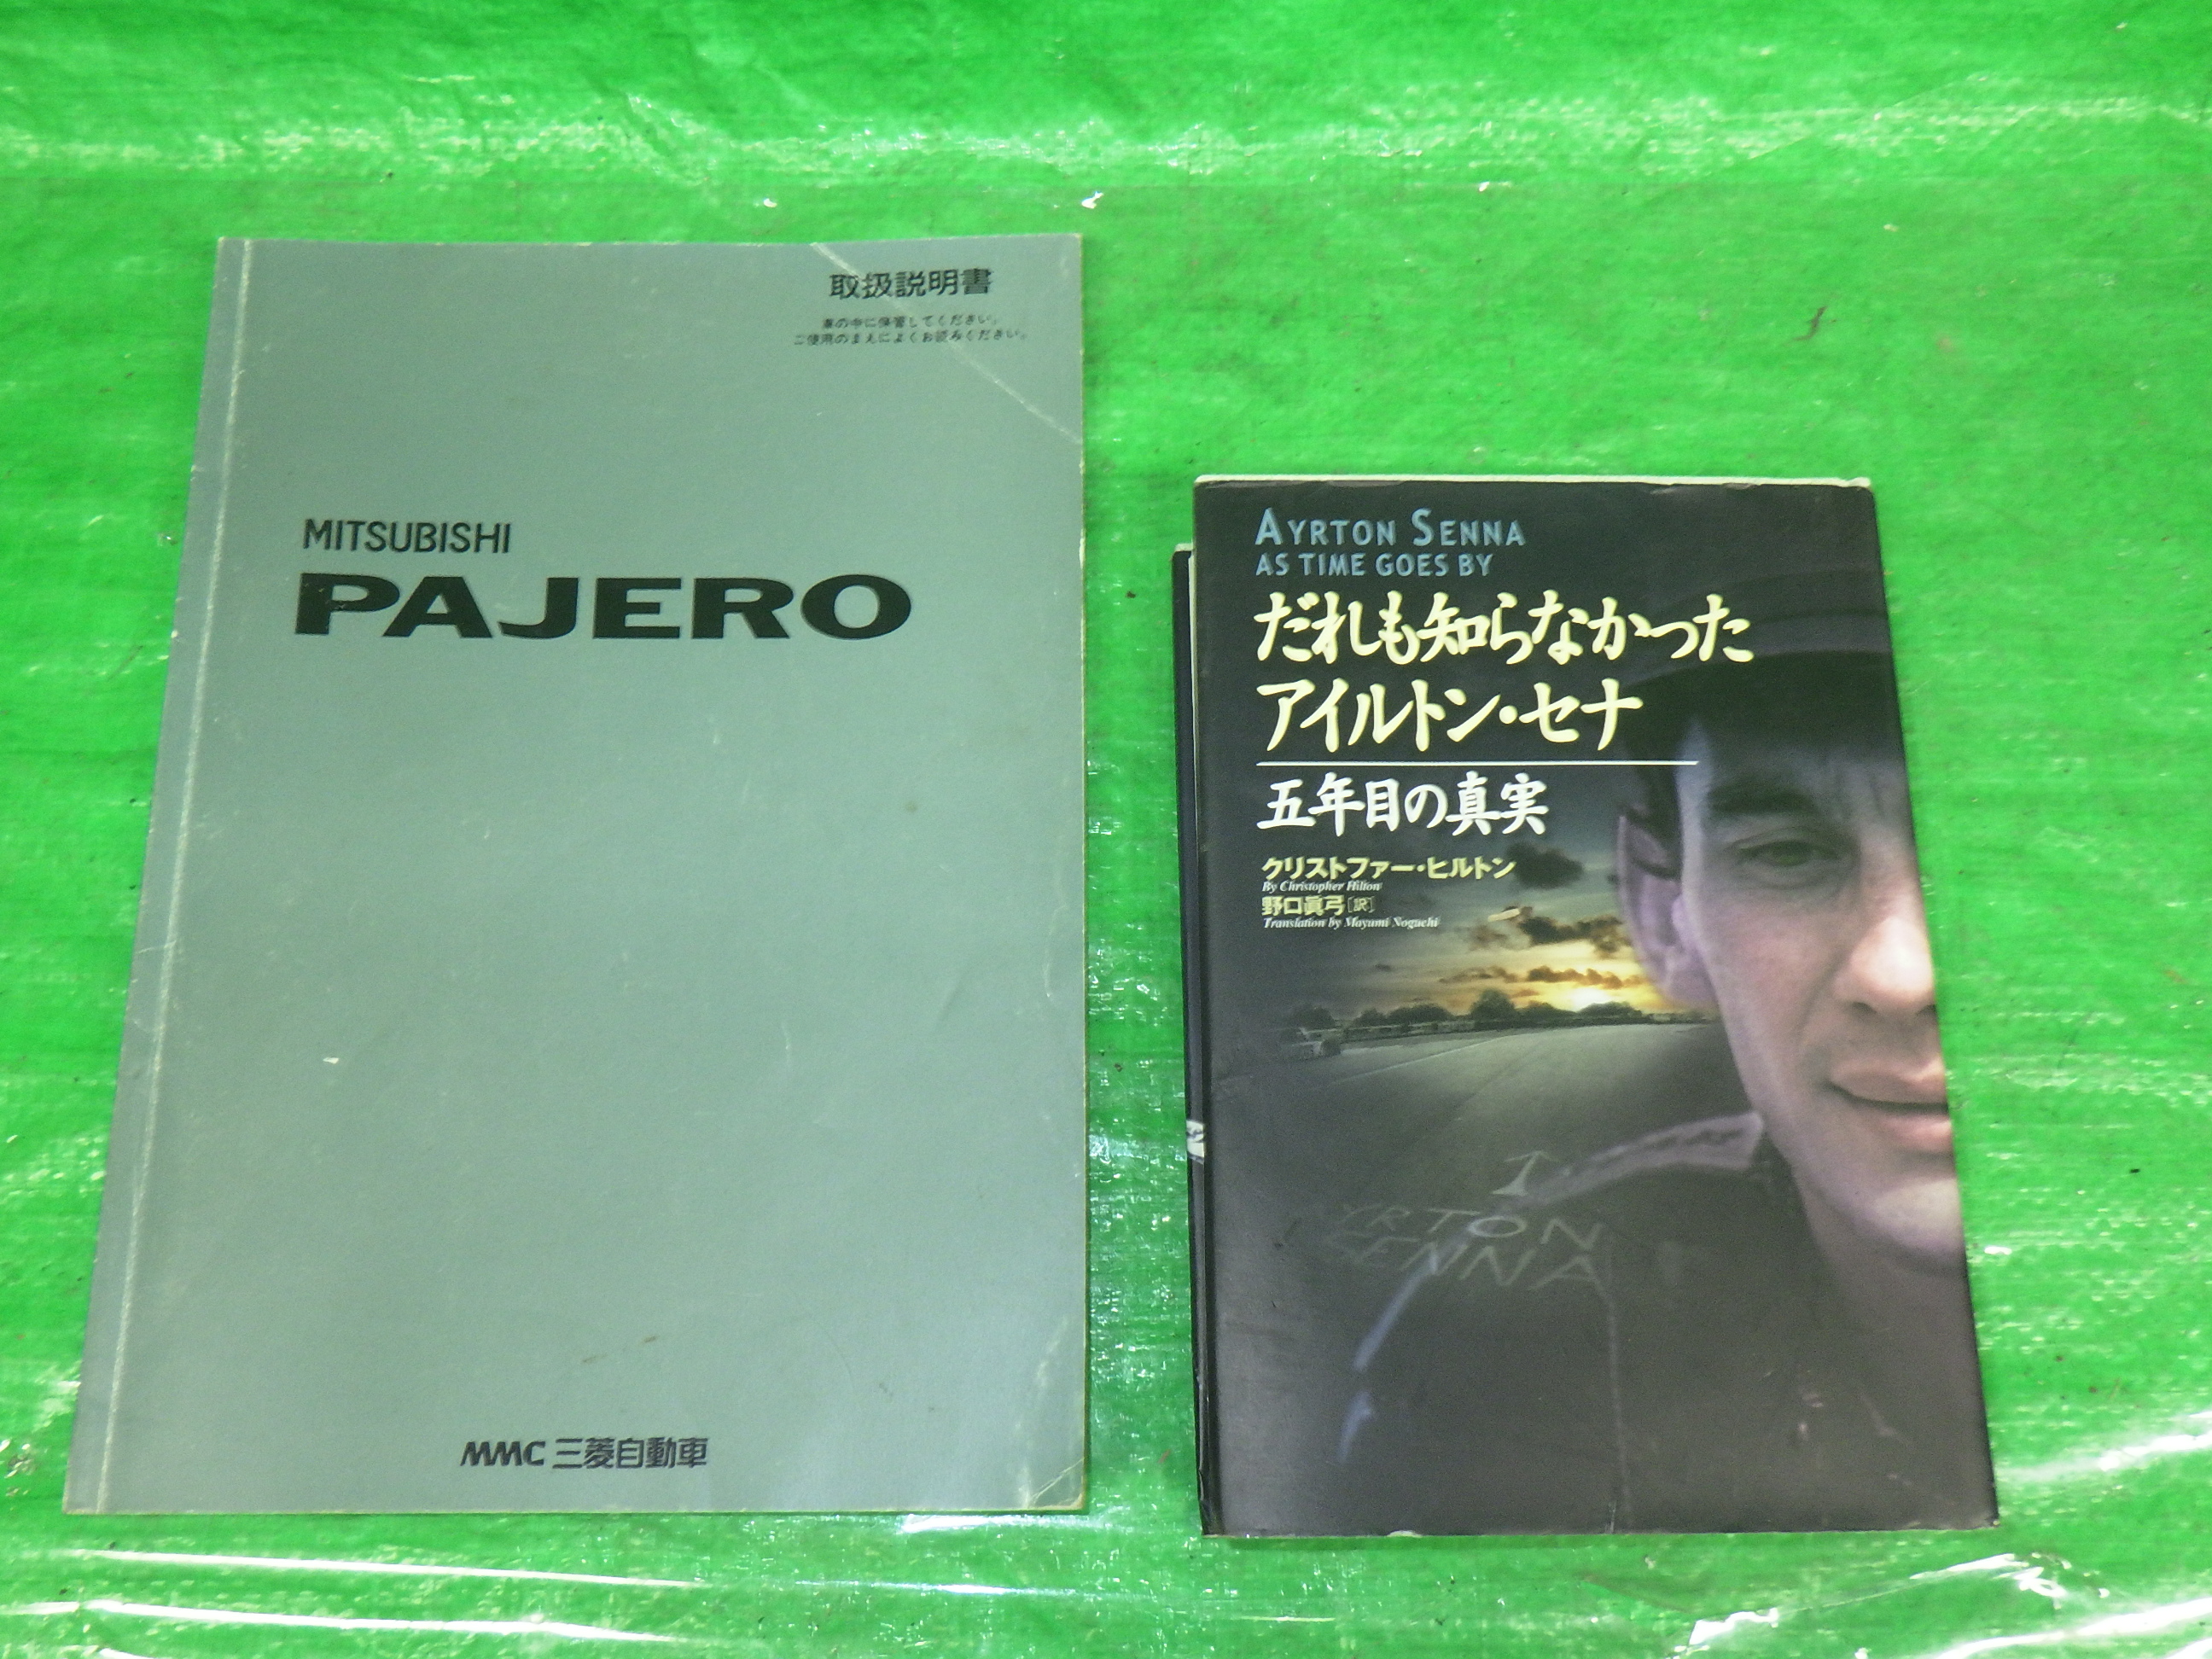 取扱説明書
車の中に保管してください。
ご使用のまえによくお読みください。
MITSUBISHI
PAJERO
MMC 三菱自動車
AYRTON SENNA
AS TIME GOES BY
だれも知らなかった
アイルトン・セナ
五年目の真実
クリストファー・ヒルトン
By Christopher Hilton
野口眞弓[訳]
Translation by Mayumi Noguchi
YRTON
SENNA